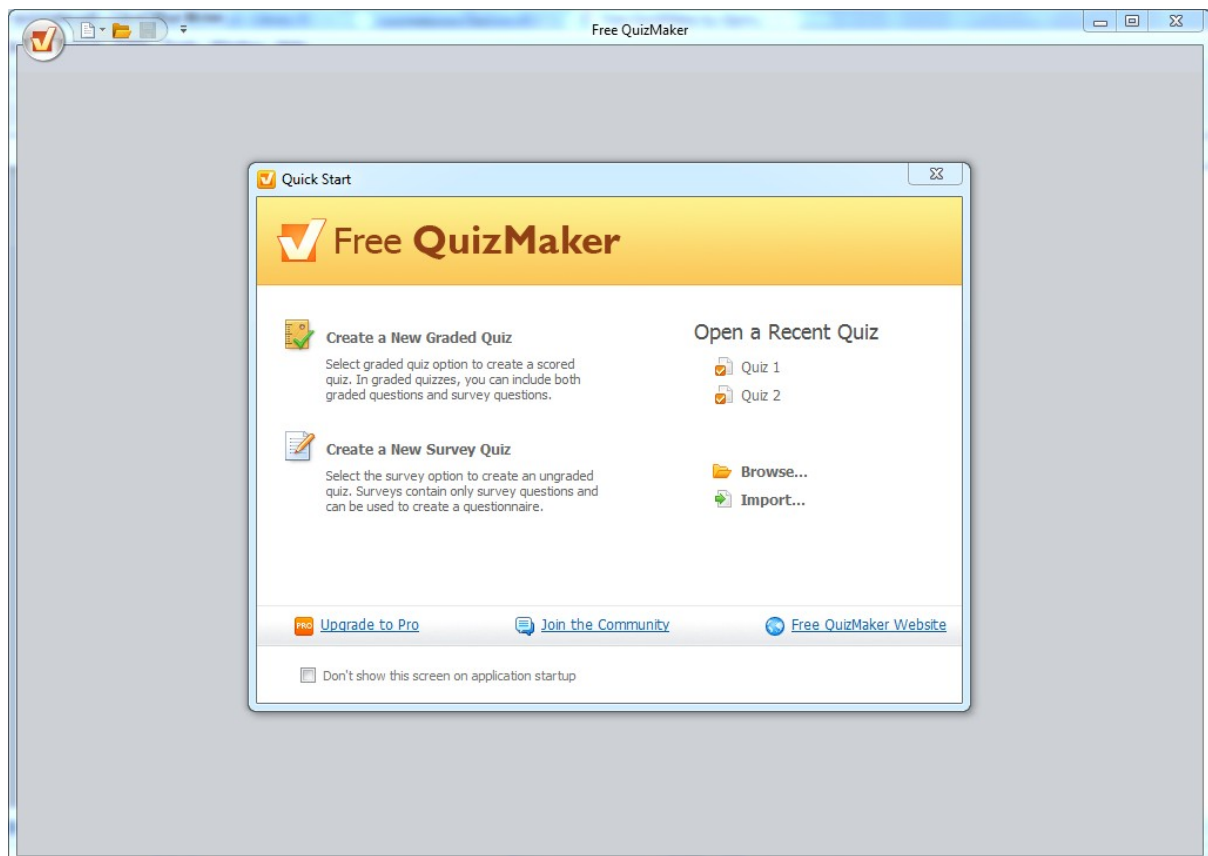 Free QuizMaker
Quick Start
Free QuizMaker
Create a New Graded Quiz
Select graded quiz option to create a scored
quiz. In graded quizzes, you can include both
graded questions and survey questions.
Create a New Survey Quiz
Select the survey option to create an ungraded
quiz. Surveys contain only survey questions and
can be used to create a questionnaire.
Open a Recent Quiz
Quiz 1
Quiz 2
Browse...
Import...
PRO Upgrade to Pro
Join the Community
Free QuizMaker Website
Don't show this screen on application startup